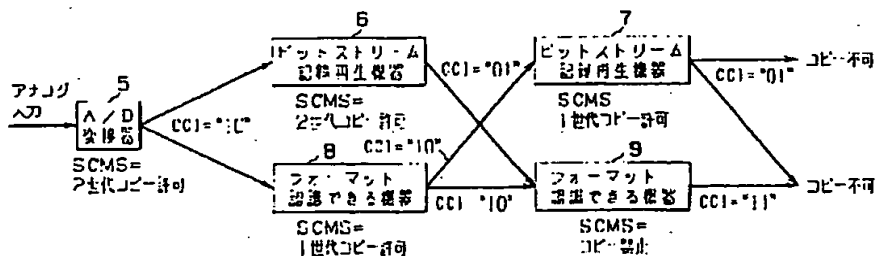 アナログ
入力
5
A/D
変換器
SCMS=
2世代コピー許可
CCI="10"
6
ビットストリーム
記録再生機器
SCMS=
2世代コピー許可
CCI="01"
CCI="10"
8
フォーマット
認識できる機器
SCMS=
1世代コピー許可
CCI="10"
7
ビットストリーム
記録再生機器
SCMS
1世代コピー許可
CCI="01"
コピー不可
9
フォーマット
認識できる機器
SCMS=
コピー禁止
CCI="11"
コピー不可